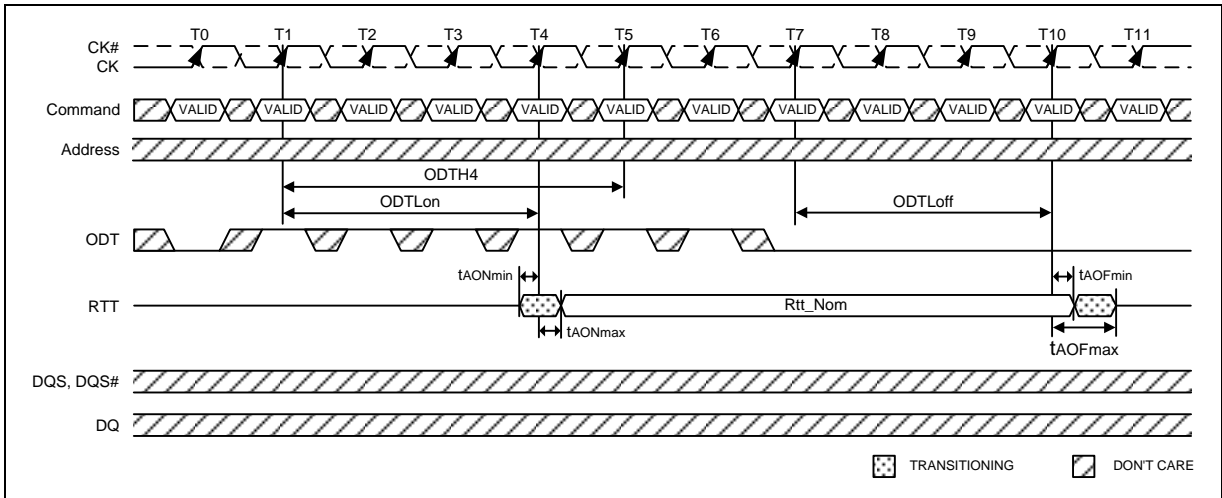 T0 T1 T2 T3 T4 T5 T6 T7 T8 T9 T10 T11
CK#
CK
Command VALID VALID VALID VALID VALID VALID VALID VALID VALID VALID VALID VALID
Address
ODTH4
ODTLon ODTLoff
ODT
tAONmin tAOFmin
RTT Rtt_Nom
tAONmax
tAOFmax
DQS, DQS#
DQ
TRANSITIONING DON'T CARE